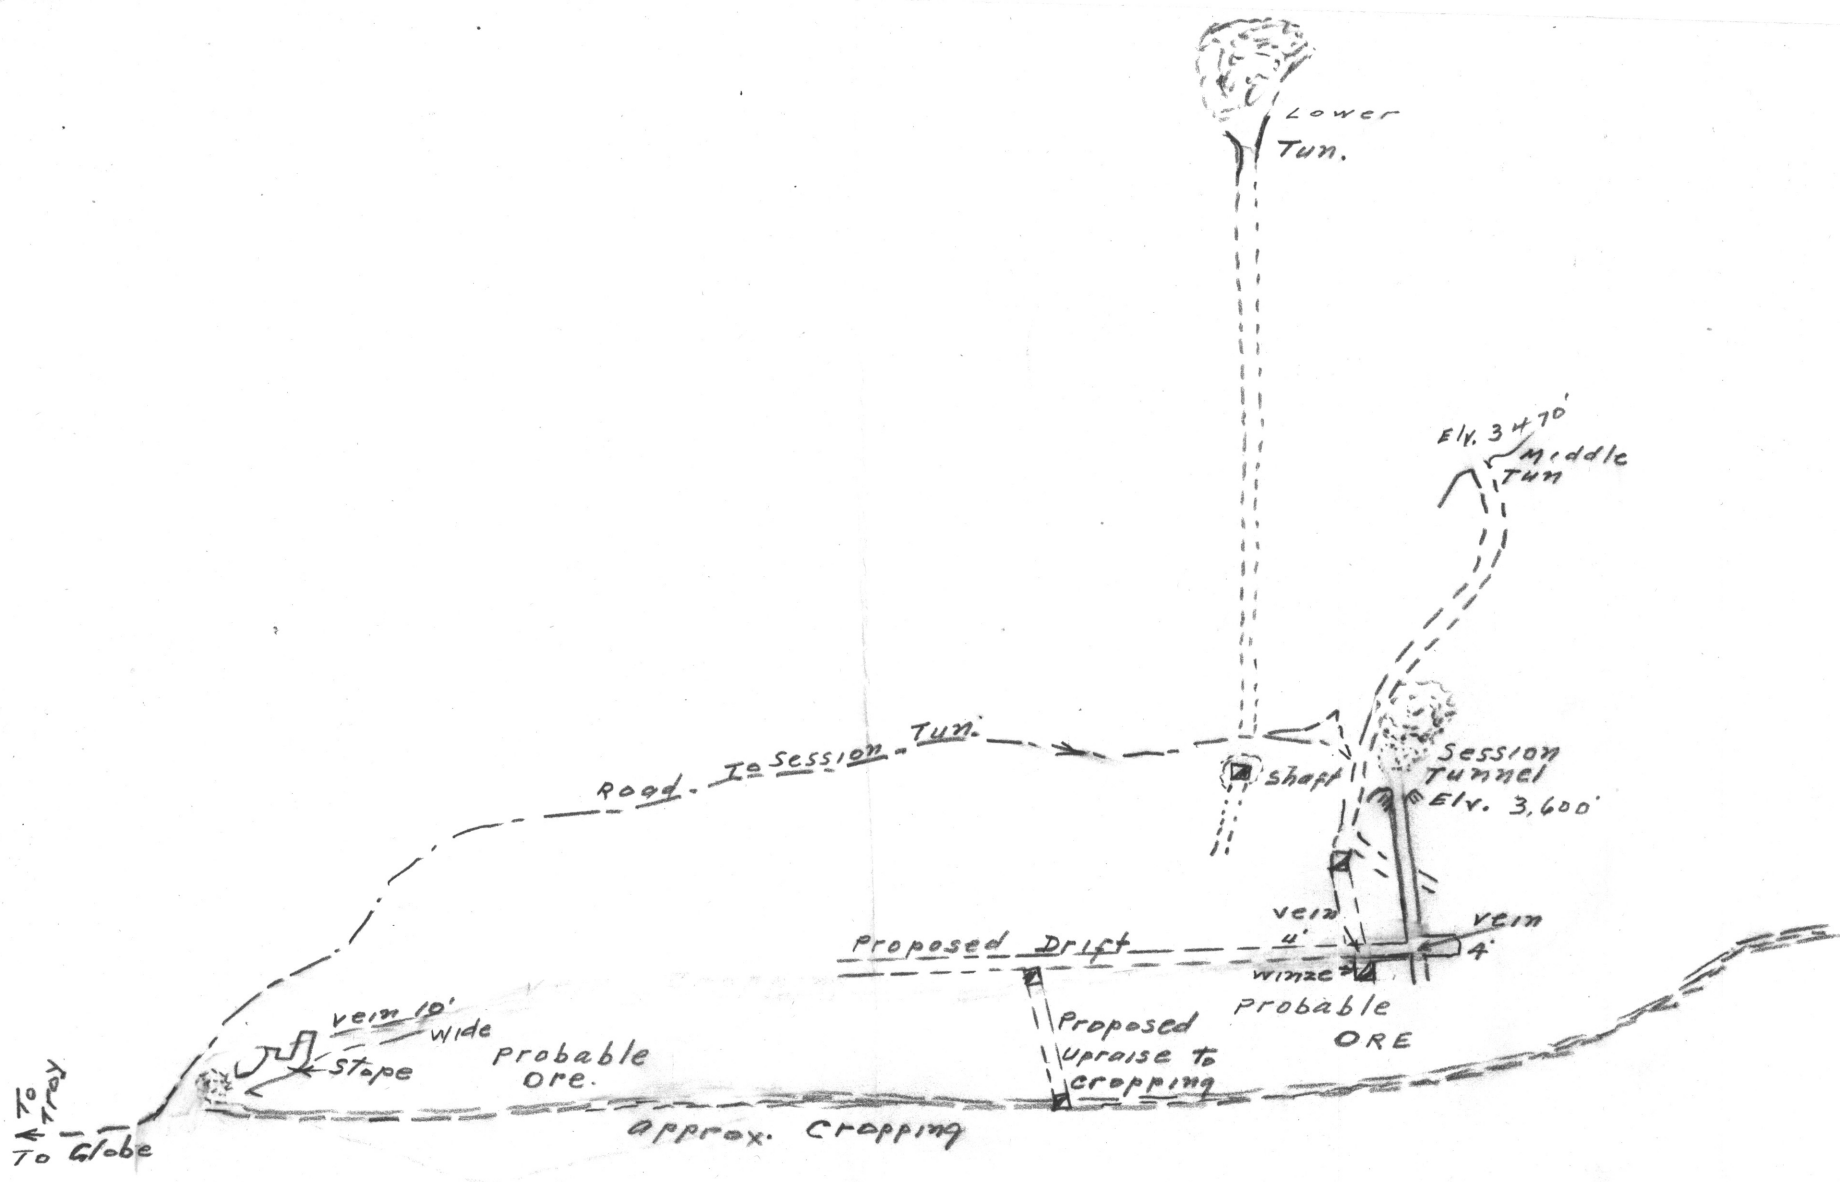 Lower
Tun.
Elv. 3470'
Middle
Tun
Road To Session Tun.
Shaft
Session
Tunnel
Elv. 3,600'
Vein
4'
Vein
4'
Proposed Drift
Winze
Probable
ORE
Vein 10'
Wide
Stope
Probable
Ore.
Proposed
Upraise To
Cropping
Approx. Cropping
To
Troy
To Globe